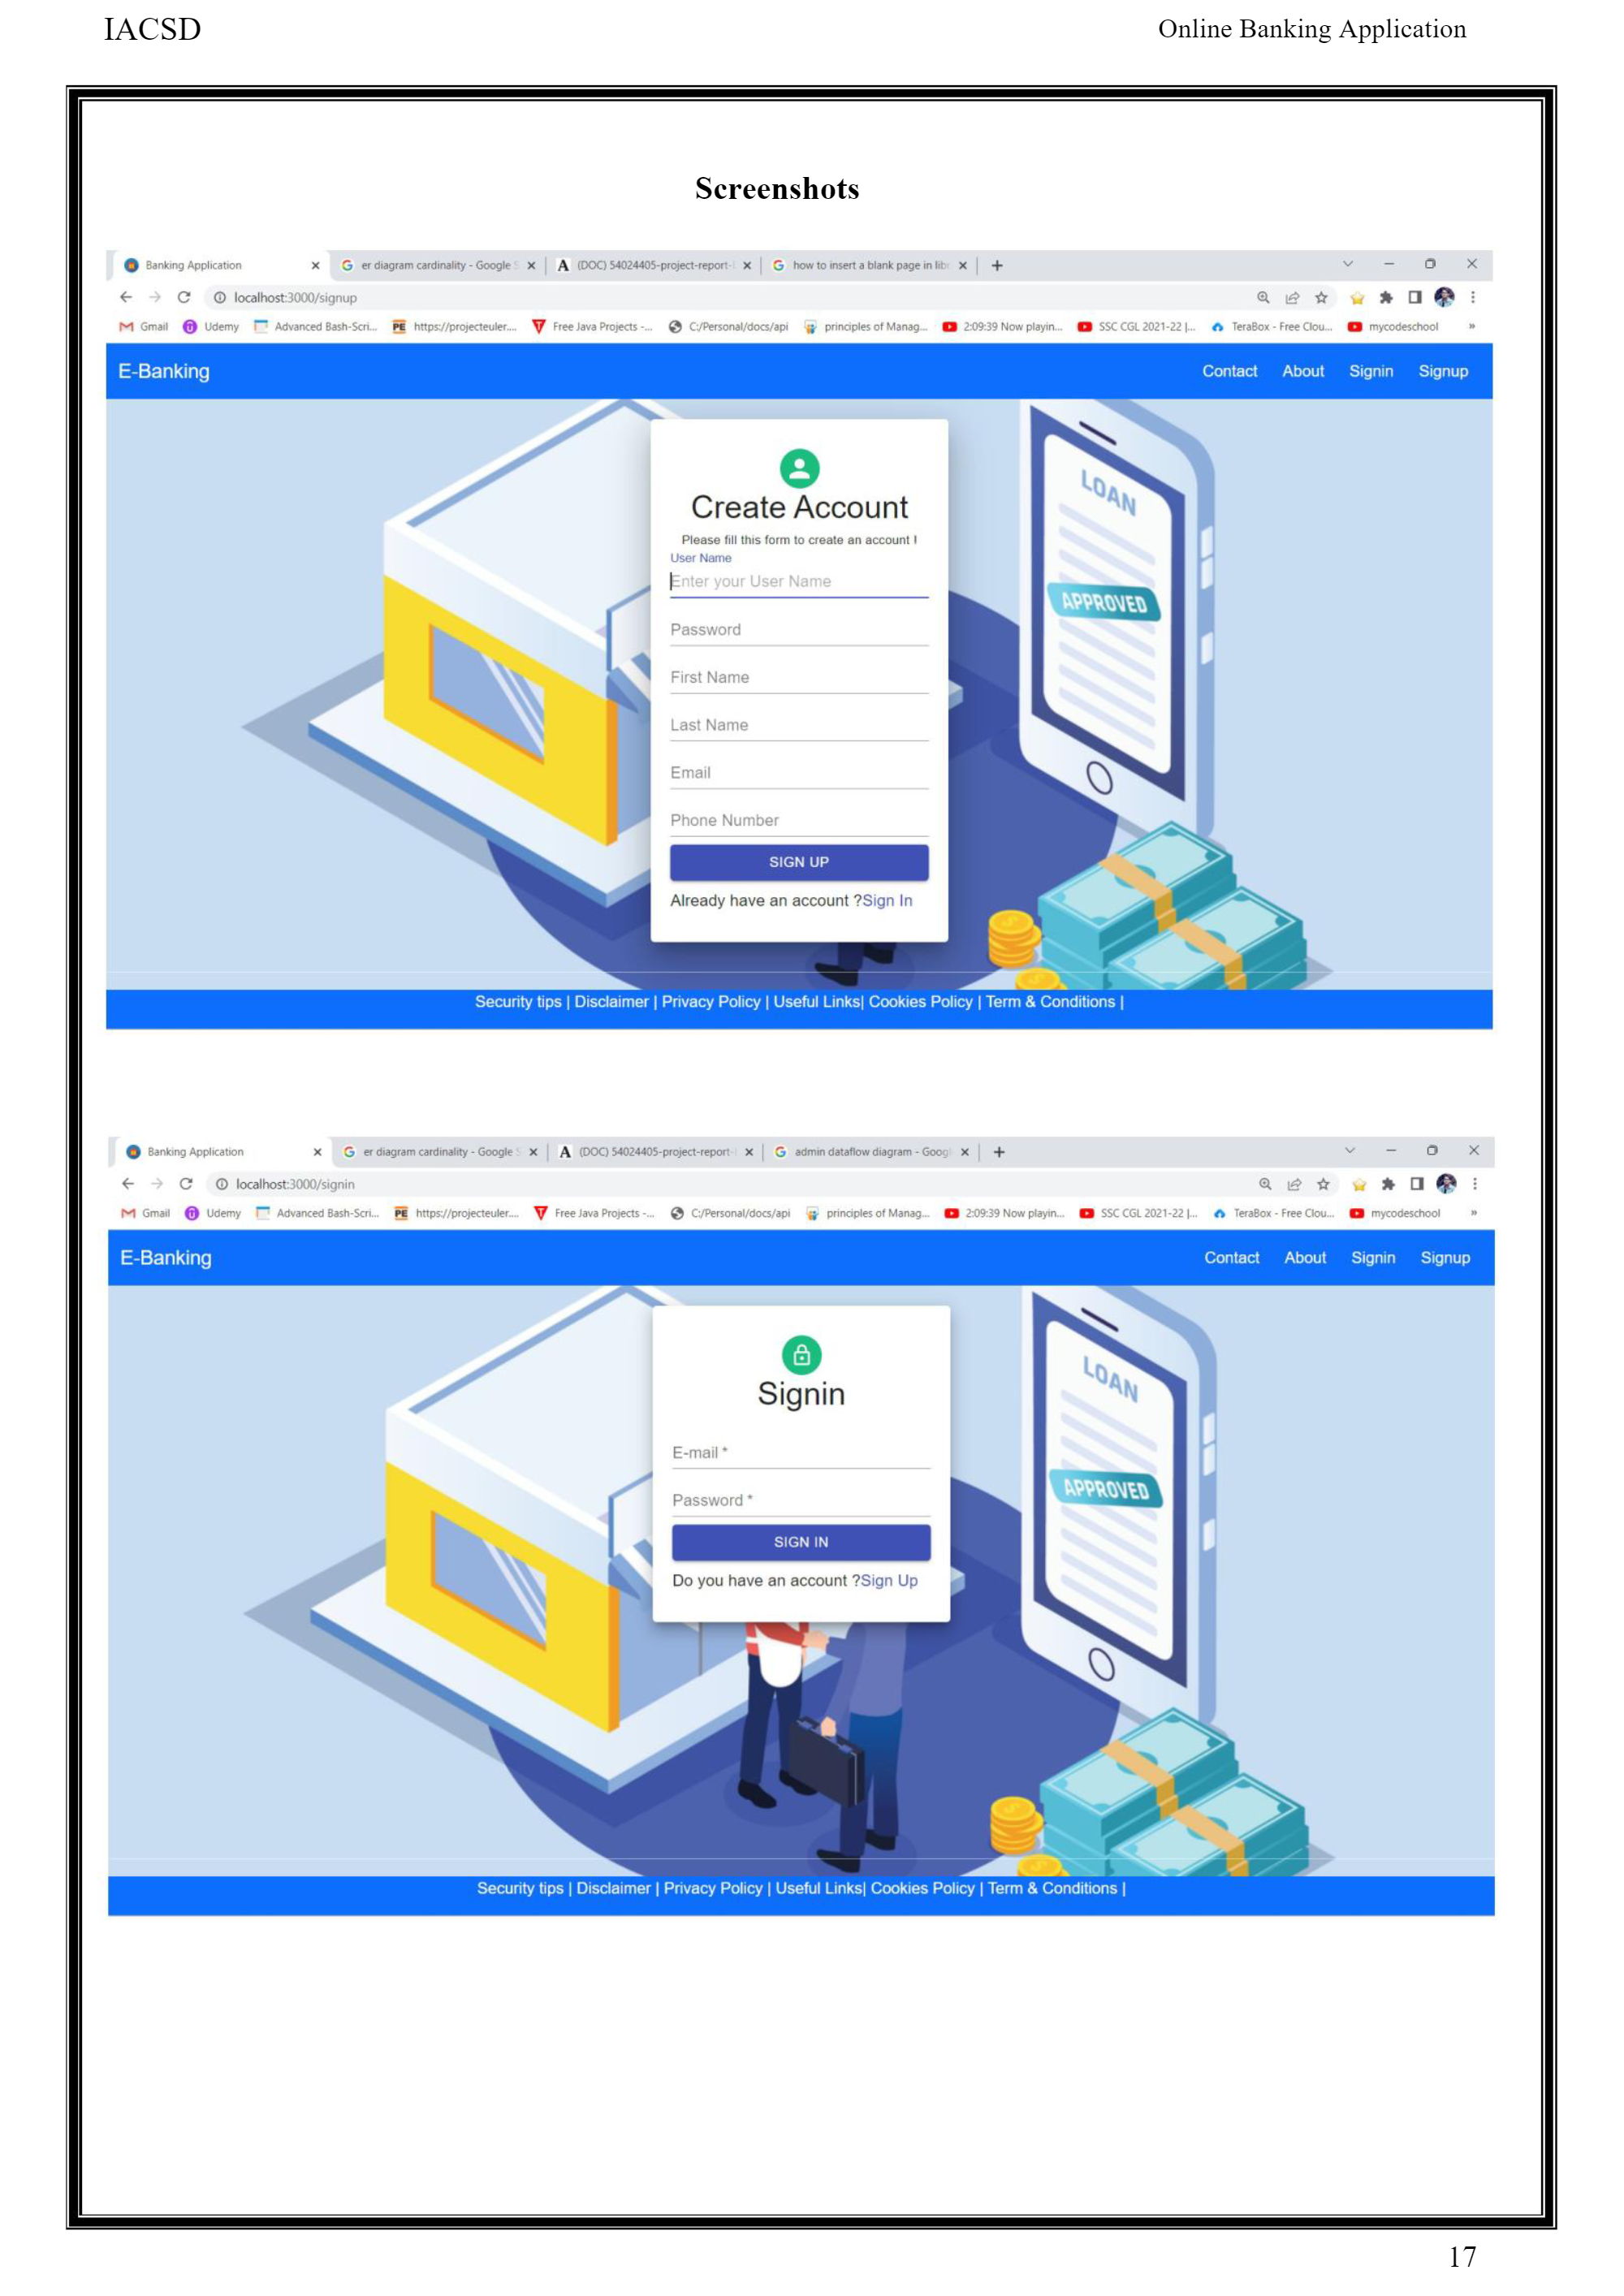 IACSD Online Banking Application
Screenshots
Banking Application er diagram cardinality - Google S (DOC) 54024405-project-report- how to insert a blank page in libr
localhost:3000/signup
Gmail Udemy Advanced Bash-Scri... https://projecteuler.... Free Java Projects -... C:/Personal/docs/api principles of Manag... 2:09:39 Now playin... SSC CGL 2021-22 |... TeraBox - Free Clou... mycodeschool »
E-Banking Contact About Signin Signup
Create Account
Please fill this form to create an account !
User Name
Enter your User Name
Password
First Name
Last Name
Email
Phone Number
SIGN UP
Already have an account ?Sign In
LOAN
APPROVED
Security tips | Disclaimer | Privacy Policy | Useful Links| Cookies Policy | Term & Conditions |
Banking Application er diagram cardinality - Google S (DOC) 54024405-project-report- admin dataflow diagram - Googl
localhost:3000/signin
Gmail Udemy Advanced Bash-Scri... https://projecteuler.... Free Java Projects -... C:/Personal/docs/api principles of Manag... 2:09:39 Now playin... SSC CGL 2021-22 |... TeraBox - Free Clou... mycodeschool »
E-Banking Contact About Signin Signup
Signin
E-mail *
Password *
SIGN IN
Do you have an account ?Sign Up
LOAN
APPROVED
Security tips | Disclaimer | Privacy Policy | Useful Links| Cookies Policy | Term & Conditions |
17